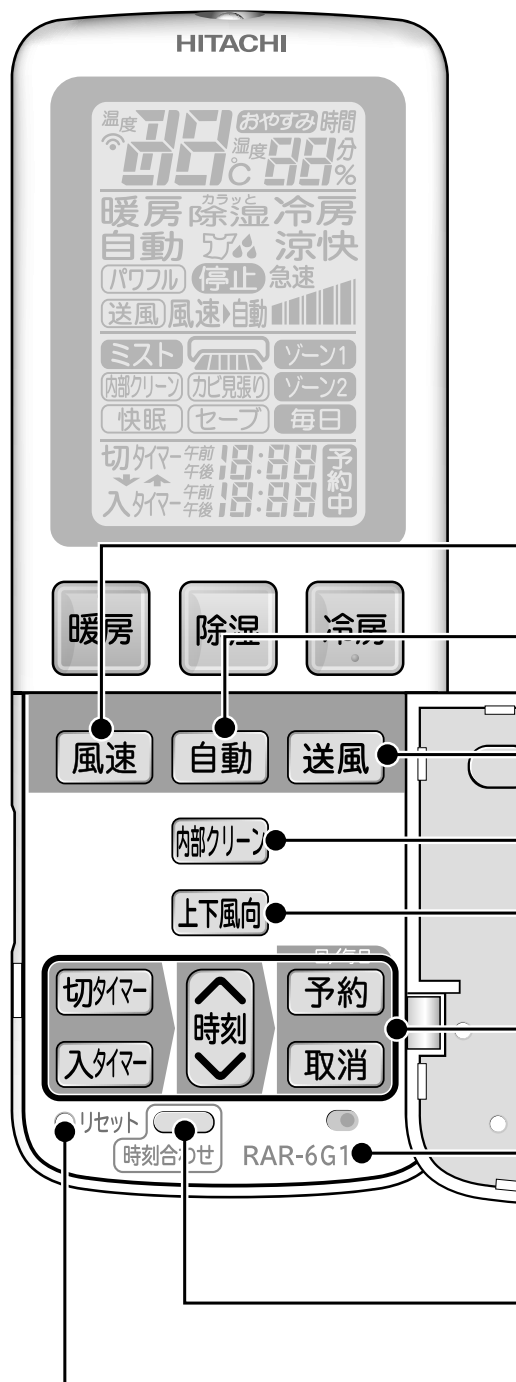 HITACHI
温度 88 おやすみ 時間
℃ 湿度 88 分 %
カラッと
暖房 除湿 冷房
自動 涼快
パワフル 停止 急速
送風 風速 自動
ミスト ゾーン1
内部クリーン カビ見張り ゾーン2
快眠 セーブ 毎日
切タイマー 午前 午後 18:88 予約中
入タイマー 午前 午後 18:88
暖房 除湿 冷房
風速 自動 送風
内部クリーン
上下風向
切タイマー 時刻 予約
入タイマー 取消
リセット
時刻合わせ RAR-6G1